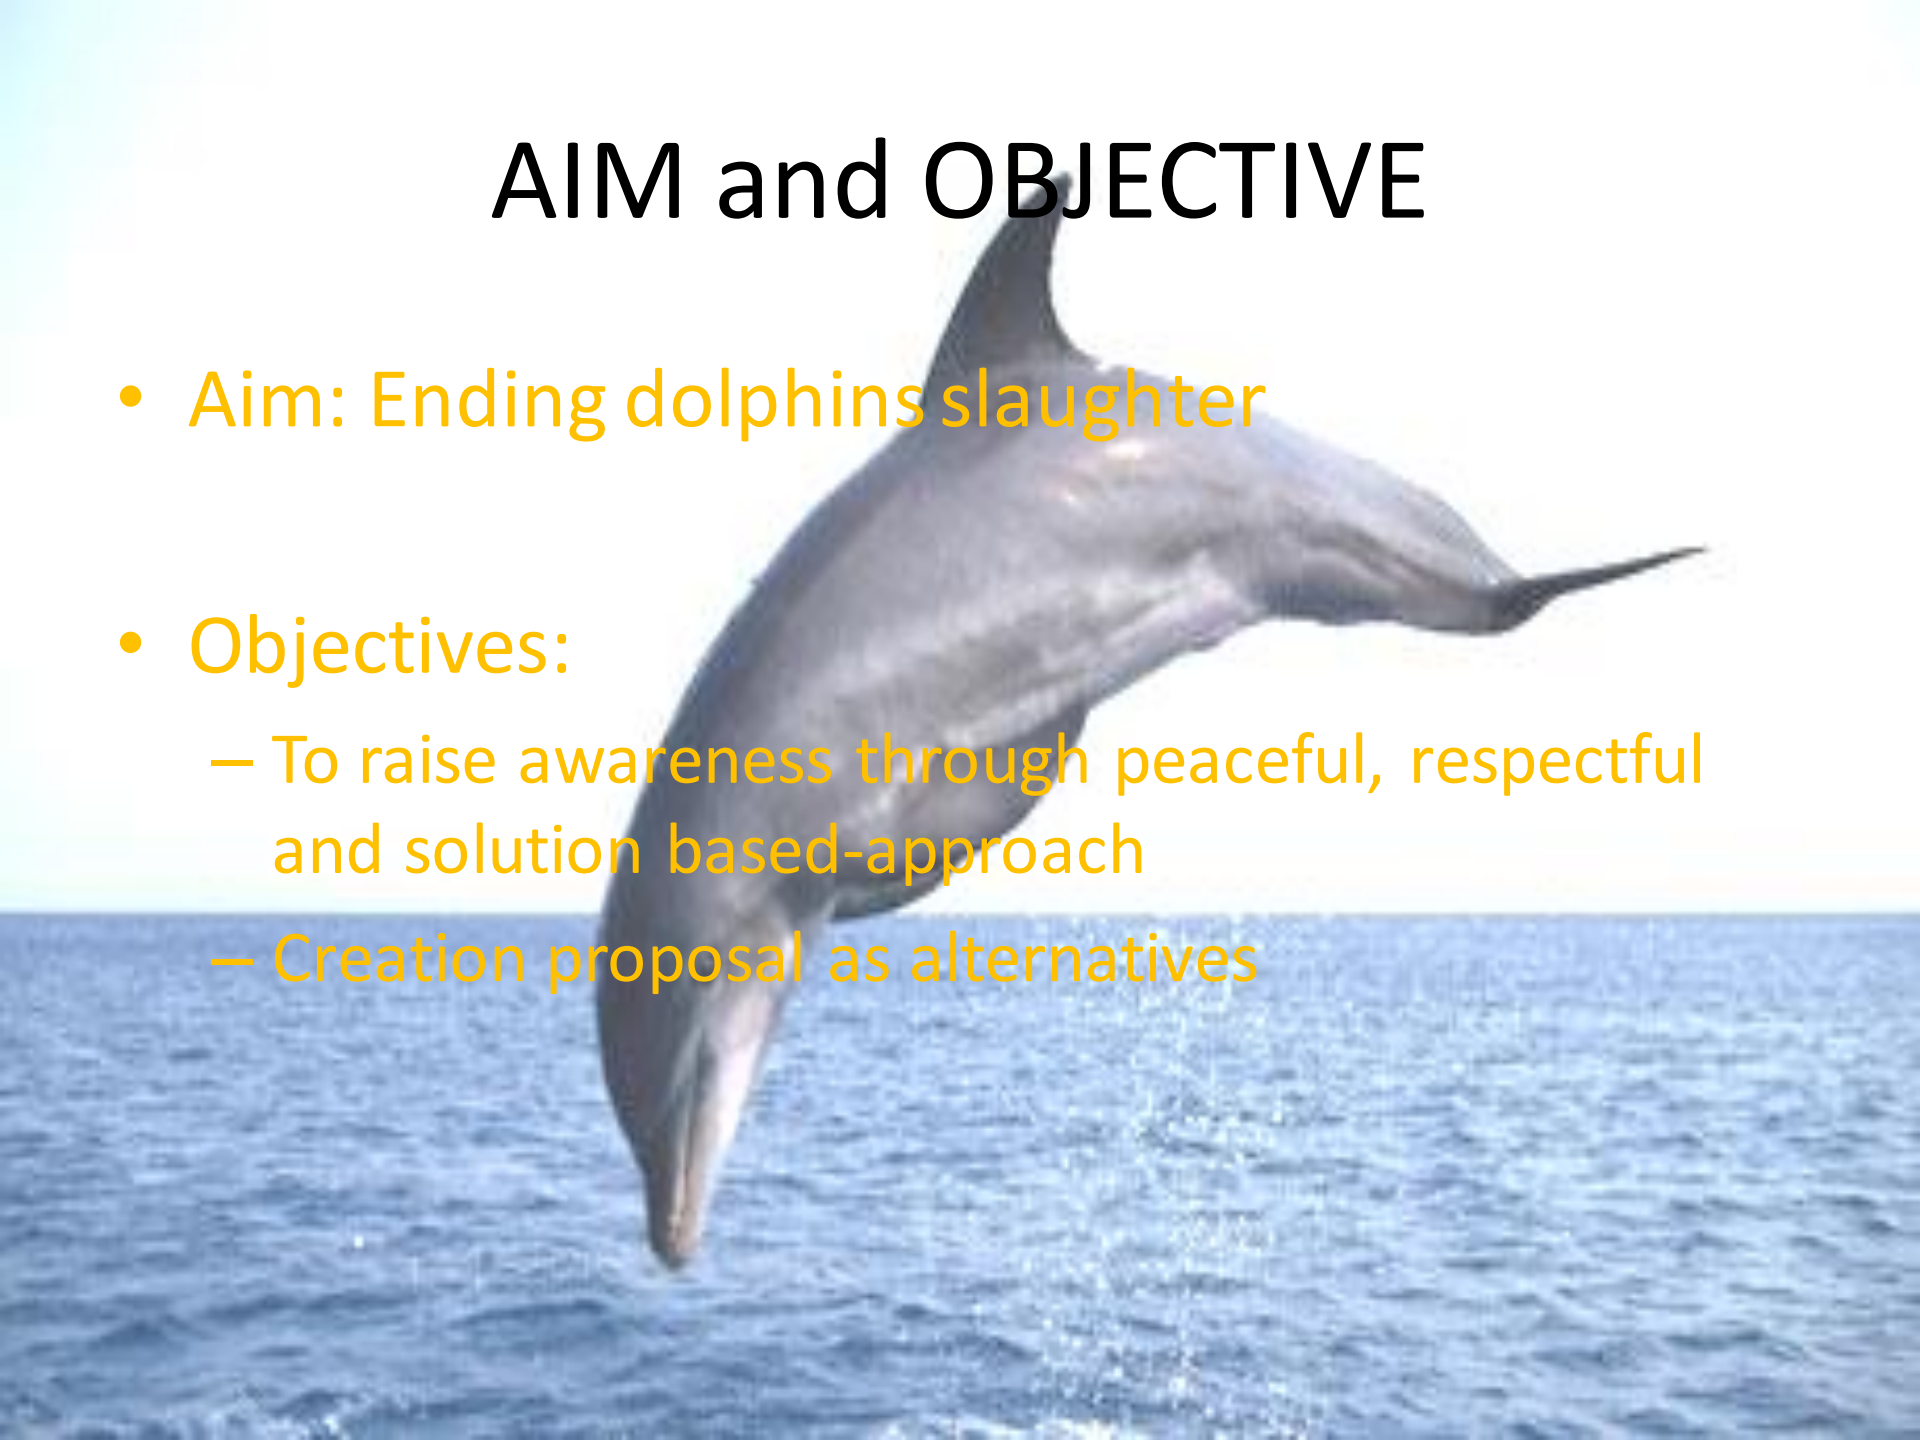 AIM and OBJECTIVE
• Aim: Ending dolphins slaughter
• Objectives:
– To raise awareness through peaceful, respectful
and solution based-approach
– Creation proposal as alternatives